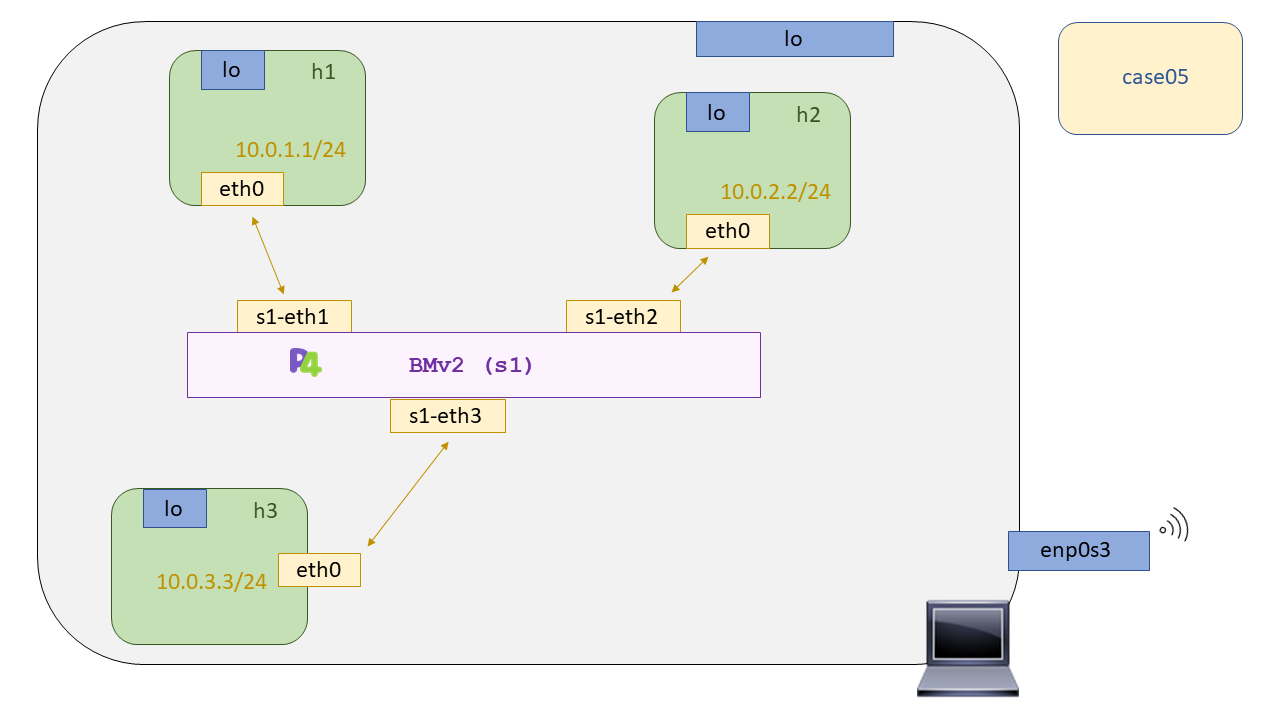 lo
case05
lo
h1
10.0.1.1/24
eth0
lo
h2
10.0.2.2/24
eth0
s1-eth1
s1-eth2
P4
BMv2 (s1)
s1-eth3
lo
h3
10.0.3.3/24
eth0
enp0s3